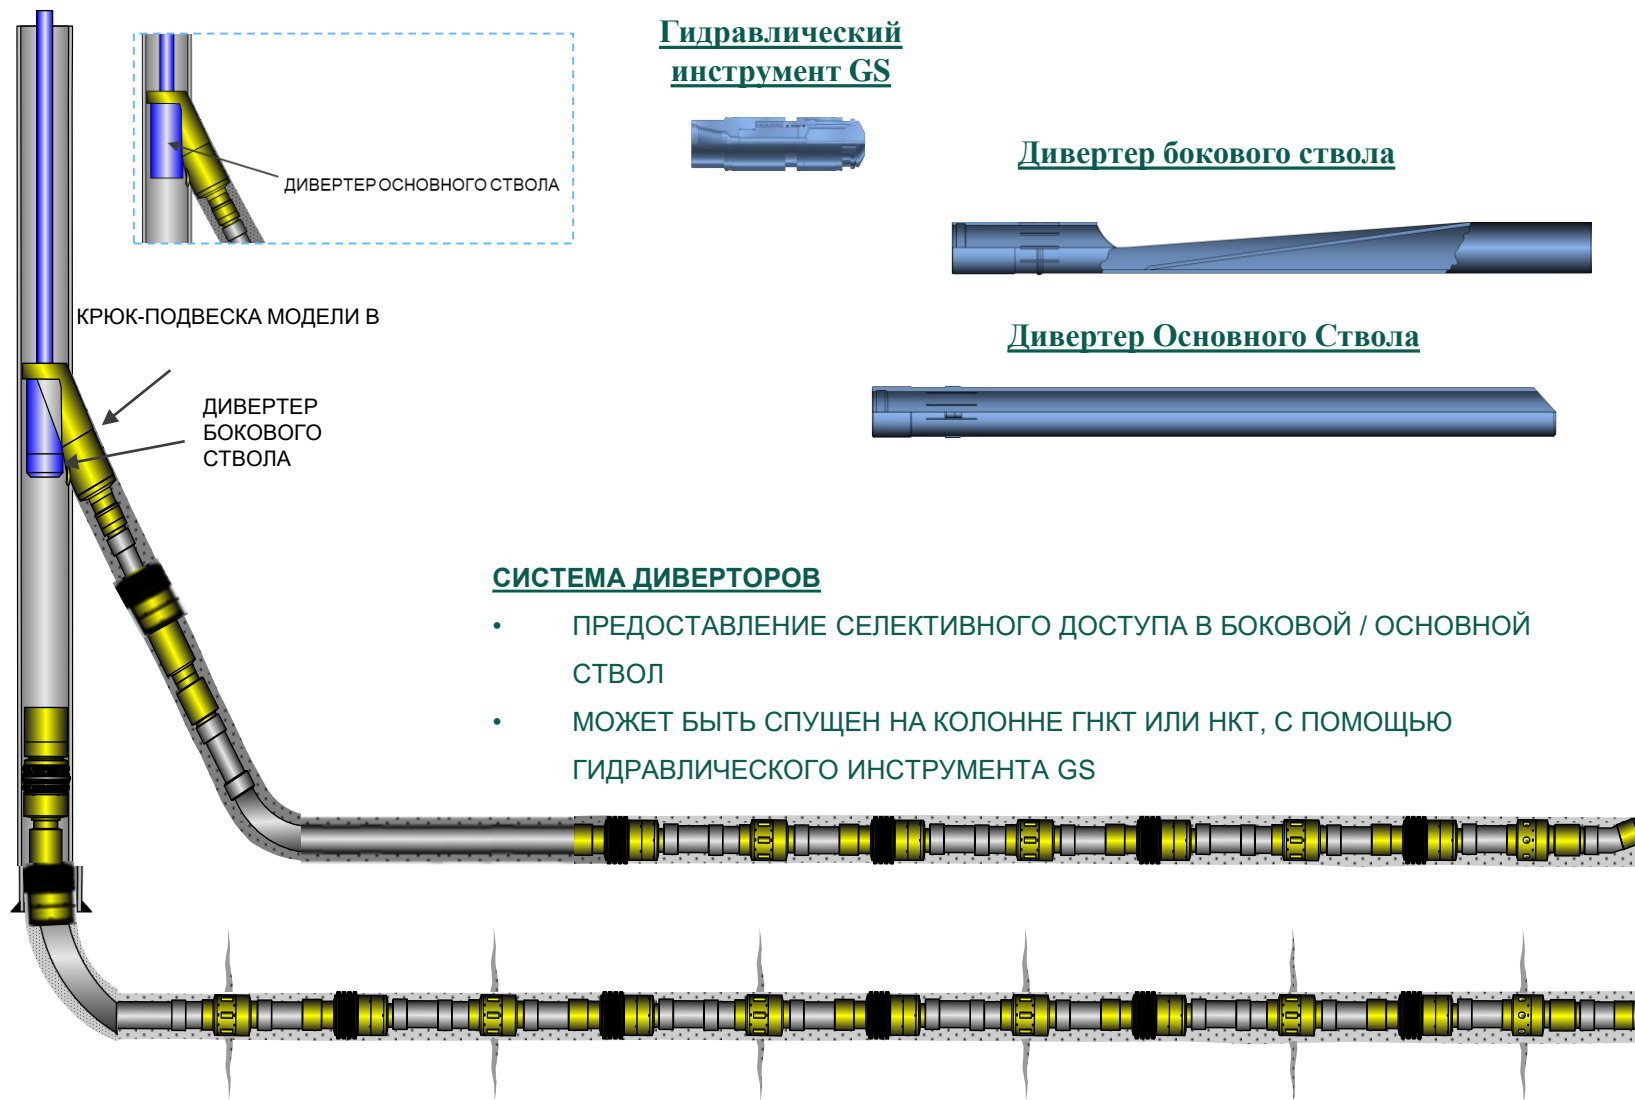 Гидравлический
инструмент GS
Дивертер бокового ствола
ДИВЕРТЕР ОСНОВНОГО СТВОЛА
КРЮК-ПОДВЕСКА МОДЕЛИ В
Дивертер Основного Ствола
ДИВЕРТЕР
БОКОВОГО
СТВОЛА
СИСТЕМА ДИВЕРТОРОВ
• ПРЕДОСТАВЛЕНИЕ СЕЛЕКТИВНОГО ДОСТУПА В БОКОВОЙ / ОСНОВНОЙ
СТВОЛ
• МОЖЕТ БЫТЬ СПУЩЕН НА КОЛОННЕ ГНКТ ИЛИ НКТ, С ПОМОЩЬЮ
ГИДРАВЛИЧЕСКОГО ИНСТРУМЕНТА GS